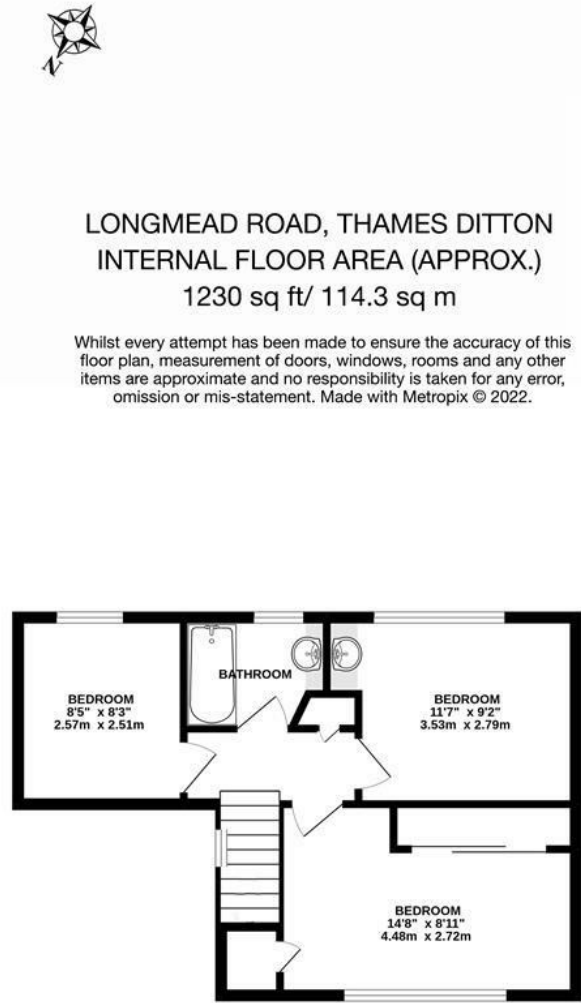 N
LONGMEAD ROAD, THAMES DITTON
INTERNAL FLOOR AREA (APPROX.)
1230 sq ft/ 114.3 sq m
Whilst every attempt has been made to ensure the accuracy of this
floor plan, measurement of doors, windows, rooms and any other
items are approximate and no responsibility is taken for any error,
omission or mis-statement. Made with Metropix © 2022.
BEDROOM
8'5" x 8'3"
2.57m x 2.51m
BATHROOM
BEDROOM
11'7" x 9'2"
3.53m x 2.79m
BEDROOM
14'8" x 8'11"
4.48m x 2.72m